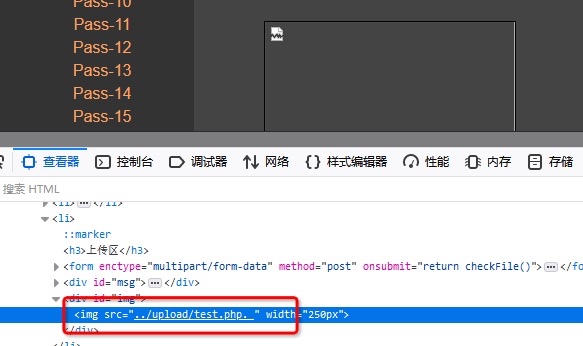 Pass-10
Pass-11
Pass-12
Pass-13
Pass-14
Pass-15
查看器 控制台 调试器 网络 样式编辑器 性能 内存 存储
搜索 HTML
<li></li>
<li>
::marker
<h3>上传区</h3>
<form enctype="multipart/form-data" method="post" onsubmit="return checkFile()"></form>
<div id="msg"></div>
<div id="img">
<img src="../upload/test.php. " width="250px">
</div>
</li>